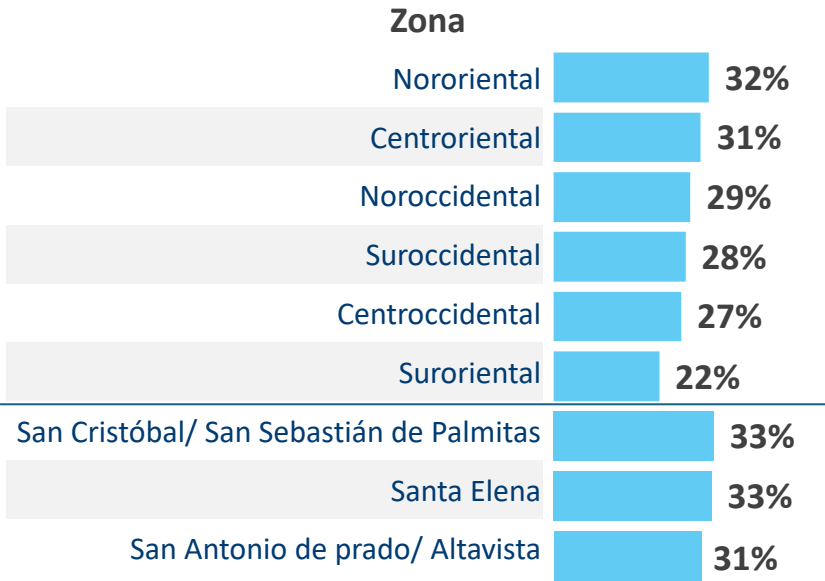 Zona
Nororiental 32%
Centroriental 31%
Noroccidental 29%
Suroccidental 28%
Centroccidental 27%
Suroriental 22%
San Cristóbal/ San Sebastián de Palmitas 33%
Santa Elena 33%
San Antonio de prado/ Altavista 31%